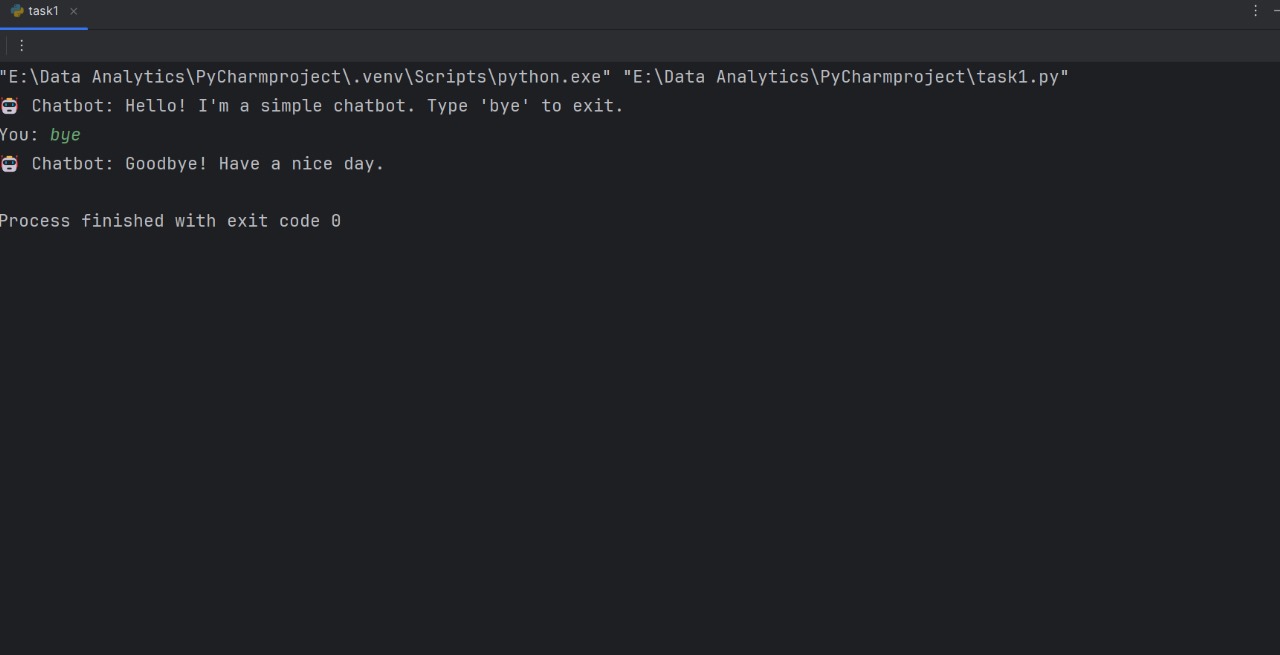 task1
"E:\Data Analytics\PyCharmproject\.venv\Scripts\python.exe" "E:\Data Analytics\PyCharmproject\task1.py"
🤖 Chatbot: Hello! I'm a simple chatbot. Type 'bye' to exit.
You: bye
🤖 Chatbot: Goodbye! Have a nice day.
Process finished with exit code 0